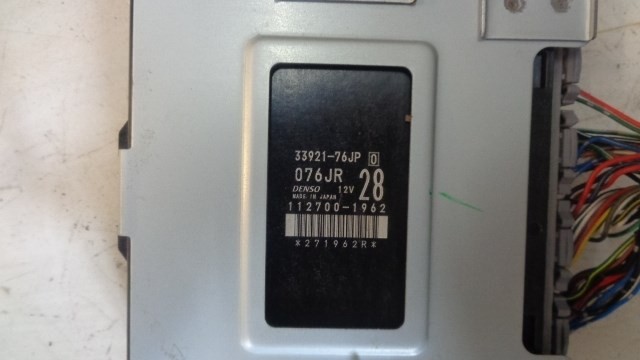 33921-76JP 0
076JR 28
DENSO 12V
MADE IN JAPAN
112700-1962
*271962R*